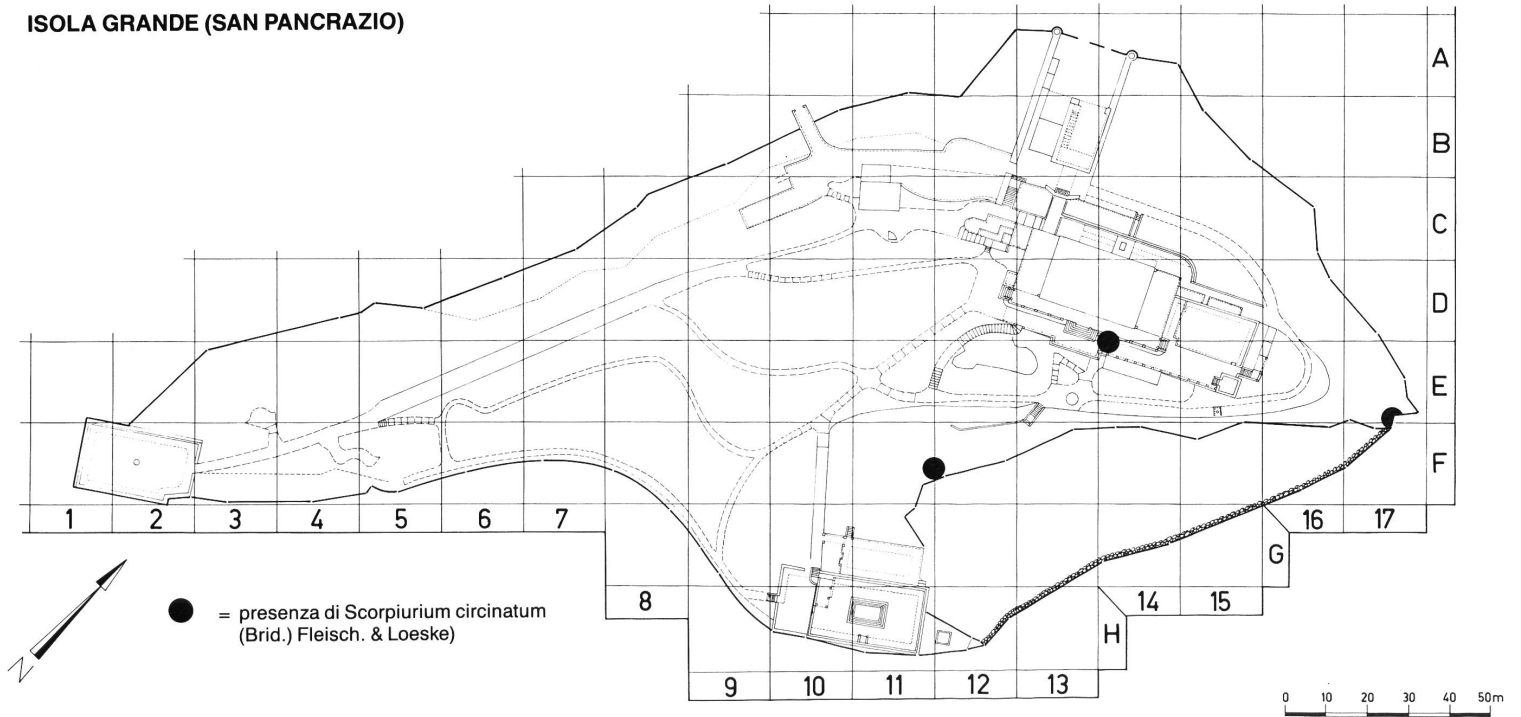 ISOLA GRANDE (SAN PANCRAZIO)
A
B
C
D
E
F
1 2 3 4 5 6 7 16 17
G
8 14 15
H
9 10 11 12 13
N
= presenza di Scorpiurium circinatum
(Brid.) Fleisch. & Loeske)
0 10 20 30 40 50m